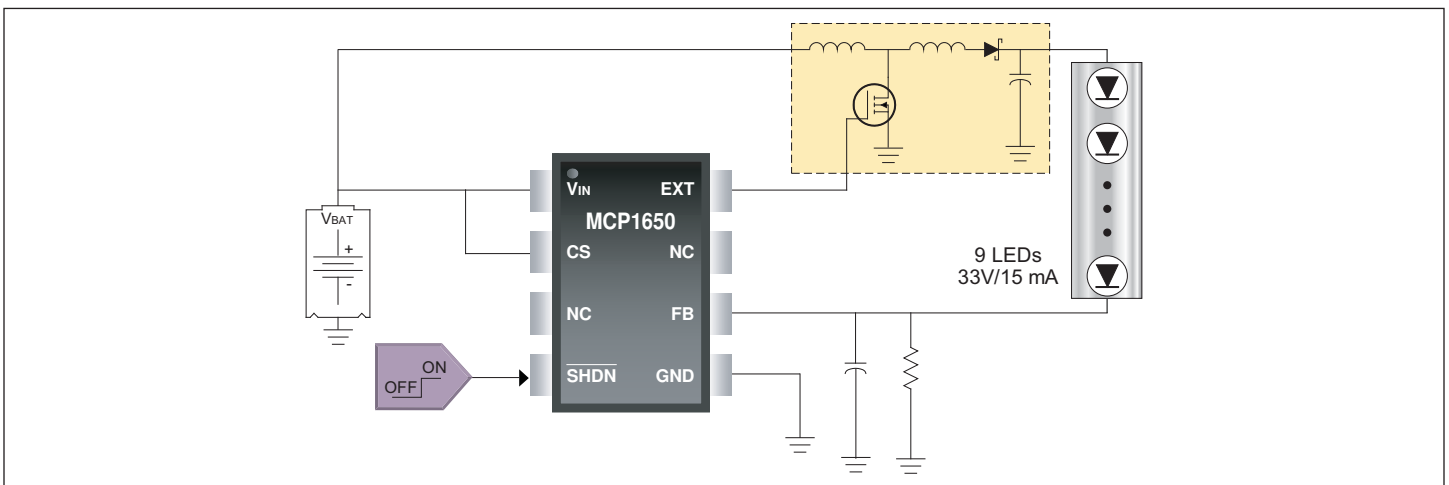 VBAT
+
-
OFF ON
VIN EXT
MCP1650
CS NC
NC FB
SHDN GND
9 LEDs
33V/15 mA